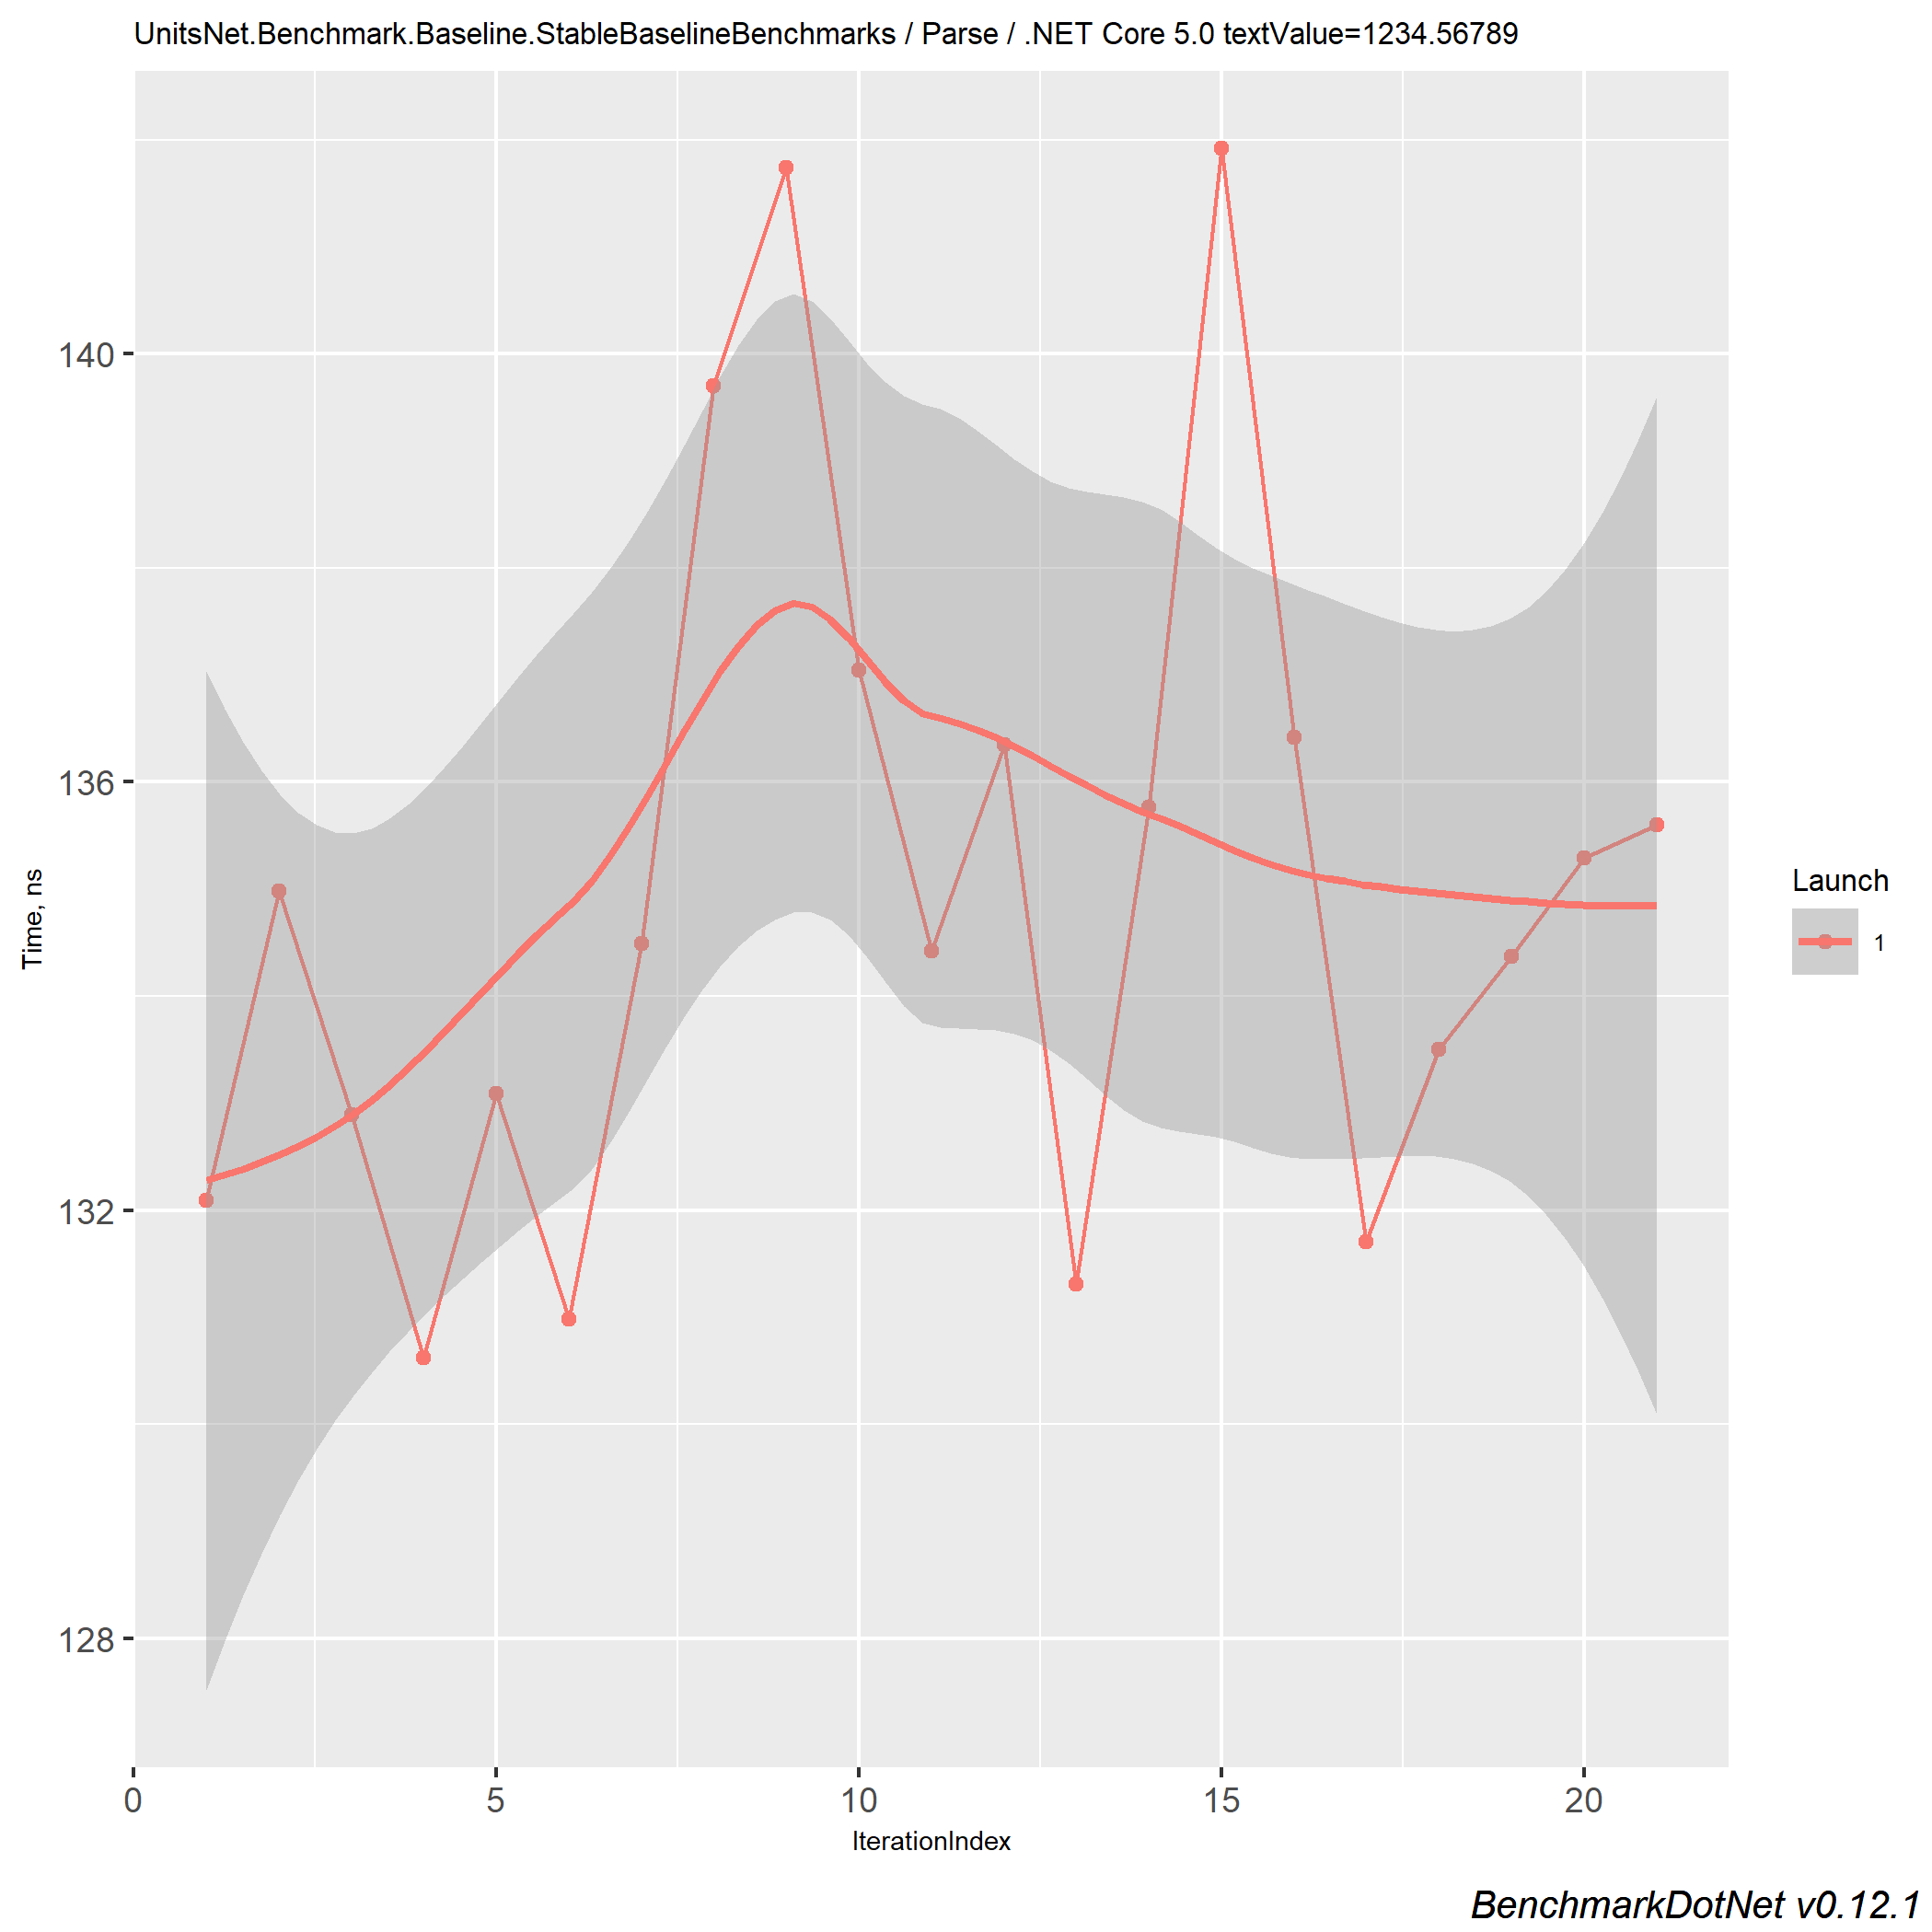 UnitsNet.Benchmark.Baseline.StableBaselineBenchmarks / Parse / .NET Core 5.0 textValue=1234.56789
140
136
132
128
Time, ns
0 5 10 15 20
IterationIndex
Launch
1
BenchmarkDotNet v0.12.1